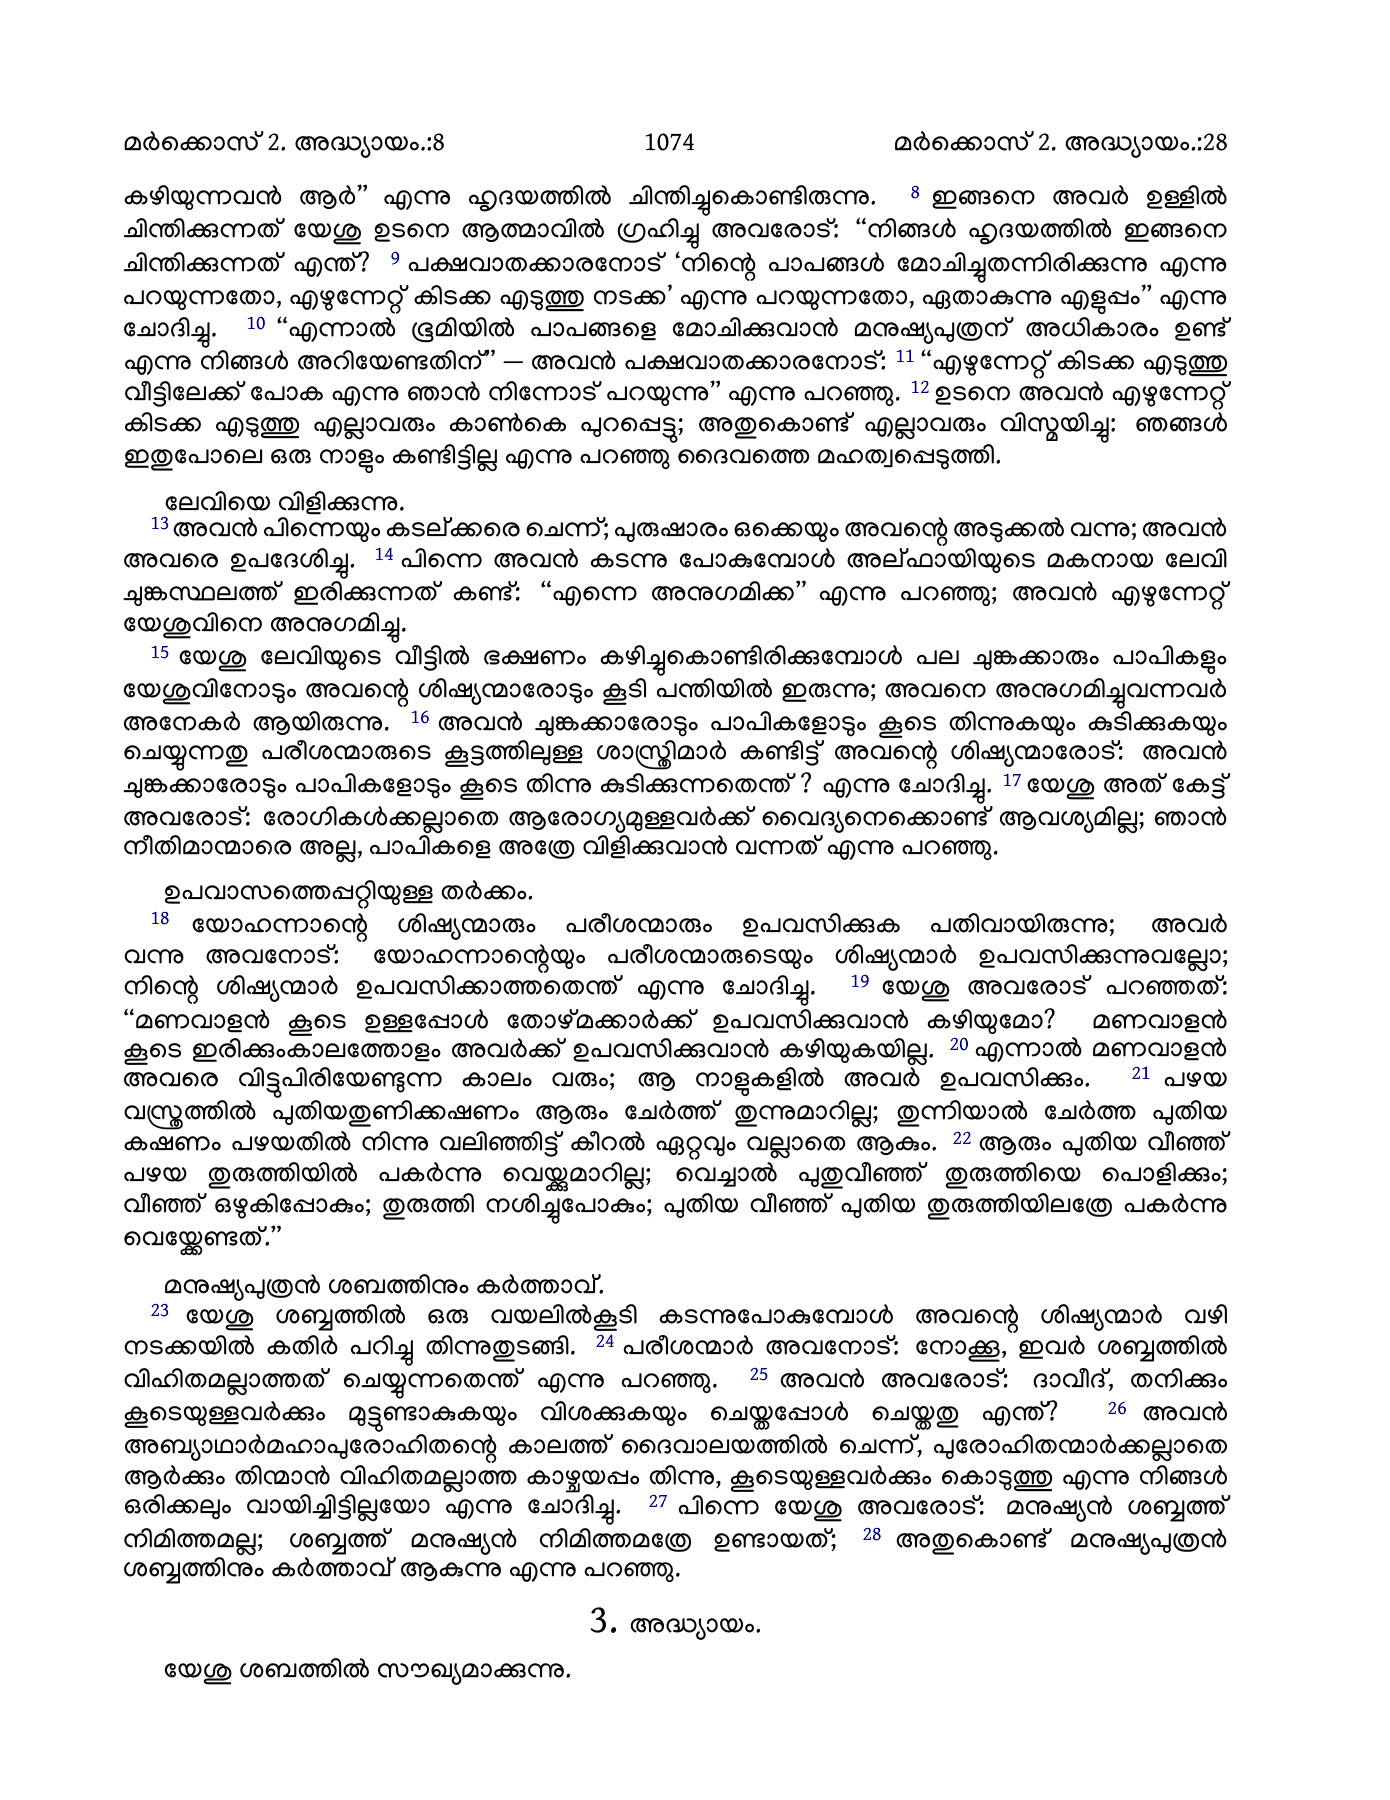 മർക്കൊസ് 2. അദ്ധ്യായം.:8 1074 മർക്കൊസ് 2. അദ്ധ്യായം.:28
കഴിയുന്നവൻ ആർ” എന്നു ഹൃദയത്തിൽ ചിന്തിച്ചുകൊണ്ടിരുന്നു. 8 ഇങ്ങനെ അവർ ഉള്ളിൽ
ചിന്തിക്കുന്നത് യേശു ഉടനെ ആത്മാവിൽ ഗ്രഹിച്ചു അവരോട്: “നിങ്ങൾ ഹൃദയത്തിൽ ഇങ്ങനെ
ചിന്തിക്കുന്നത് എന്ത്? 9 പക്ഷവാതക്കാരനോട് ‘നിന്റെ പാപങ്ങൾ മോചിച്ചുതന്നിരിക്കുന്നു എന്നു
പറയുന്നതോ, എഴുന്നേറ്റ് കിടക്ക എടുത്തു നടക്ക’ എന്നു പറയുന്നതോ, ഏതാകുന്നു എളുപ്പം” എന്നു
ചോദിച്ചു. 10 “എന്നാൽ ഭൂമിയിൽ പാപങ്ങളെ മോചിക്കുവാൻ മനുഷ്യപുത്രന് അധികാരം ഉണ്ട്
എന്നു നിങ്ങൾ അറിയേണ്ടതിന്” — അവൻ പക്ഷവാതക്കാരനോട്: 11 “എഴുന്നേറ്റ് കിടക്ക എടുത്തു
വീട്ടിലേക്ക് പോക എന്നു ഞാൻ നിന്നോട് പറയുന്നു” എന്നു പറഞ്ഞു. 12 ഉടനെ അവൻ എഴുന്നേറ്റ്
കിടക്ക എടുത്തു എല്ലാവരും കാൺകെ പുറപ്പെട്ടു; അതുകൊണ്ട് എല്ലാവരും വിസ്മയിച്ചു: ഞങ്ങൾ
ഇതുപോലെ ഒരു നാളും കണ്ടിട്ടില്ല എന്നു പറഞ്ഞു ദൈവത്തെ മഹത്വപ്പെടുത്തി.
ലേവിയെ വിളിക്കുന്നു.
13 അവൻ പിന്നെയും കടല്ക്കരെ ചെന്ന്; പുരുഷാരം ഒക്കെയും അവന്റെ അടുക്കൽ വന്നു; അവൻ
അവരെ ഉപദേശിച്ചു. 14 പിന്നെ അവൻ കടന്നു പോകുമ്പോൾ അല്ഫായിയുടെ മകനായ ലേവി
ചുങ്കസ്ഥലത്ത് ഇരിക്കുന്നത് കണ്ട്: “എന്നെ അനുഗമിക്ക” എന്നു പറഞ്ഞു; അവൻ എഴുന്നേറ്റ്
യേശുവിനെ അനുഗമിച്ചു.
15 യേശു ലേവിയുടെ വീട്ടിൽ ഭക്ഷണം കഴിച്ചുകൊണ്ടിരിക്കുമ്പോൾ പല ചുങ്കക്കാരും പാപികളും
യേശുവിനോടും അവന്റെ ശിഷ്യന്മാരോടും കൂടി പന്തിയിൽ ഇരുന്നു; അവനെ അനുഗമിച്ചുവന്നവർ
അനേകർ ആയിരുന്നു. 16 അവൻ ചുങ്കക്കാരോടും പാപികളോടും കൂടെ തിന്നുകയും കുടിക്കുകയും
ചെയ്യുന്നതു പരീശന്മാരുടെ കൂട്ടത്തിലുള്ള ശാസ്ത്രിമാർ കണ്ടിട്ട് അവന്റെ ശിഷ്യന്മാരോട്: അവൻ
ചുങ്കക്കാരോടും പാപികളോടും കൂടെ തിന്നു കുടിക്കുന്നതെന്ത് ? എന്നു ചോദിച്ചു. 17 യേശു അത് കേട്ട്
അവരോട്: രോഗികൾക്കല്ലാതെ ആരോഗ്യമുള്ളവർക്ക് വൈദ്യനെക്കൊണ്ട് ആവശ്യമില്ല; ഞാൻ
നീതിമാന്മാരെ അല്ല, പാപികളെ അത്രേ വിളിക്കുവാൻ വന്നത് എന്നു പറഞ്ഞു.
ഉപവാസത്തെപ്പറ്റിയുള്ള തർക്കം.
18 യോഹന്നാന്റെ ശിഷ്യന്മാരും പരീശന്മാരും ഉപവസിക്കുക പതിവായിരുന്നു; അവർ
വന്നു അവനോട്: യോഹന്നാന്റെയും പരീശന്മാരുടെയും ശിഷ്യന്മാർ ഉപവസിക്കുന്നുവല്ലോ;
നിന്റെ ശിഷ്യന്മാർ ഉപവസിക്കാത്തതെന്ത് എന്നു ചോദിച്ചു. 19 യേശു അവരോട് പറഞ്ഞത്:
“മണവാളൻ കൂടെ ഉള്ളപ്പോൾ തോഴ്മക്കാർക്ക് ഉപവസിക്കുവാൻ കഴിയുമോ? മണവാളൻ
കൂടെ ഇരിക്കുംകാലത്തോളം അവർക്ക് ഉപവസിക്കുവാൻ കഴിയുകയില്ല. 20 എന്നാൽ മണവാളൻ
അവരെ വിട്ടുപിരിയേണ്ടുന്ന കാലം വരും; ആ നാളുകളിൽ അവർ ഉപവസിക്കും. 21 പഴയ
വസ്ത്രത്തിൽ പുതിയതുണിക്കഷണം ആരും ചേർത്ത് തുന്നുമാറില്ല; തുന്നിയാൽ ചേർത്ത പുതിയ
കഷണം പഴയതിൽ നിന്നു വലിഞ്ഞിട്ട് കീറൽ ഏറ്റവും വല്ലാതെ ആകും. 22 ആരും പുതിയ വീഞ്ഞ്
പഴയ തുരുത്തിയിൽ പകർന്നു വെയ്ക്കുമാറില്ല; വെച്ചാൽ പുതുവീഞ്ഞ് തുരുത്തിയെ പൊളിക്കും;
വീഞ്ഞ് ഒഴുകിപ്പോകും; തുരുത്തി നശിച്ചുപോകും; പുതിയ വീഞ്ഞ് പുതിയ തുരുത്തിയിലത്രേ പകർന്നു
വെയ്ക്കേണ്ടത്.”
മനുഷ്യപുത്രൻ ശബത്തിനും കർത്താവ്.
23 യേശു ശബ്ബത്തിൽ ഒരു വയലിൽകൂടി കടന്നുപോകുമ്പോൾ അവന്റെ ശിഷ്യന്മാർ വഴി
നടക്കയിൽ കതിർ പറിച്ചു തിന്നുതുടങ്ങി. 24 പരീശന്മാർ അവനോട്: നോക്കൂ, ഇവർ ശബ്ബത്തിൽ
വിഹിതമല്ലാത്തത് ചെയ്യുന്നതെന്ത് എന്നു പറഞ്ഞു. 25 അവൻ അവരോട്: ദാവീദ്, തനിക്കും
കൂടെയുള്ളവർക്കും മുട്ടുണ്ടാകുകയും വിശക്കുകയും ചെയ്തപ്പോൾ ചെയ്തതു എന്ത്? 26 അവൻ
അബ്യാഥാർമഹാപുരോഹിതന്റെ കാലത്ത് ദൈവാലയത്തിൽ ചെന്ന്, പുരോഹിതന്മാർക്കല്ലാതെ
ആർക്കും തിന്മാൻ വിഹിതമല്ലാത്ത കാഴ്ചയപ്പം തിന്നു, കൂടെയുള്ളവർക്കും കൊടുത്തു എന്നു നിങ്ങൾ
ഒരിക്കലും വായിച്ചിട്ടില്ലയോ എന്നു ചോദിച്ചു. 27 പിന്നെ യേശു അവരോട്: മനുഷ്യൻ ശബ്ബത്ത്
നിമിത്തമല്ല; ശബ്ബത്ത് മനുഷ്യൻ നിമിത്തമത്രേ ഉണ്ടായത്; 28 അതുകൊണ്ട് മനുഷ്യപുത്രൻ
ശബ്ബത്തിനും കർത്താവ് ആകുന്നു എന്നു പറഞ്ഞു.
3. അദ്ധ്യായം.
യേശു ശബത്തിൽ സൗഖ്യമാക്കുന്നു.